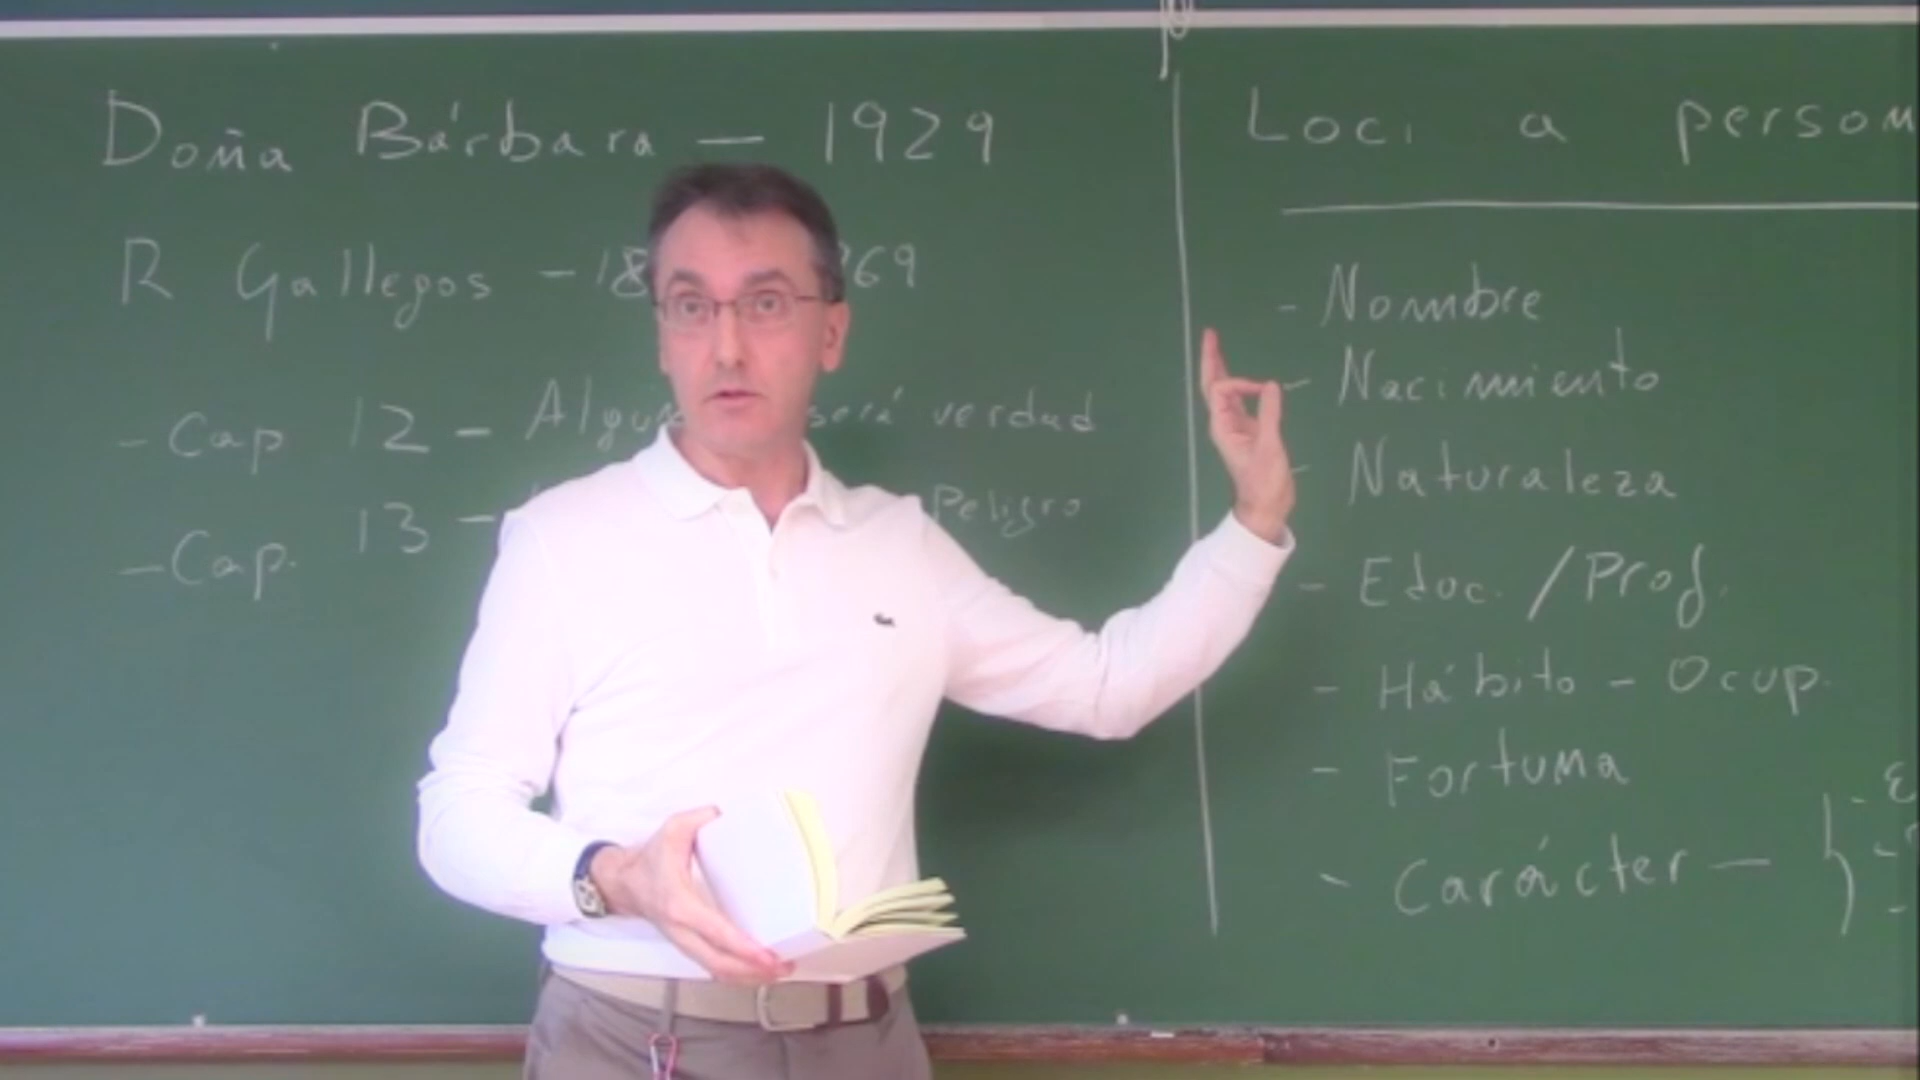 Doña Bárbara - 1929
R Gallegos - 18 969
- Cap 12 - Algu será verdad
- Cap. 13 - Peligro
Loci a person
- Nombre
- Nacimiento
- Naturaleza
- Educ. / Prof.
- Hábito - Ocup.
- Fortuna
- Carácter -